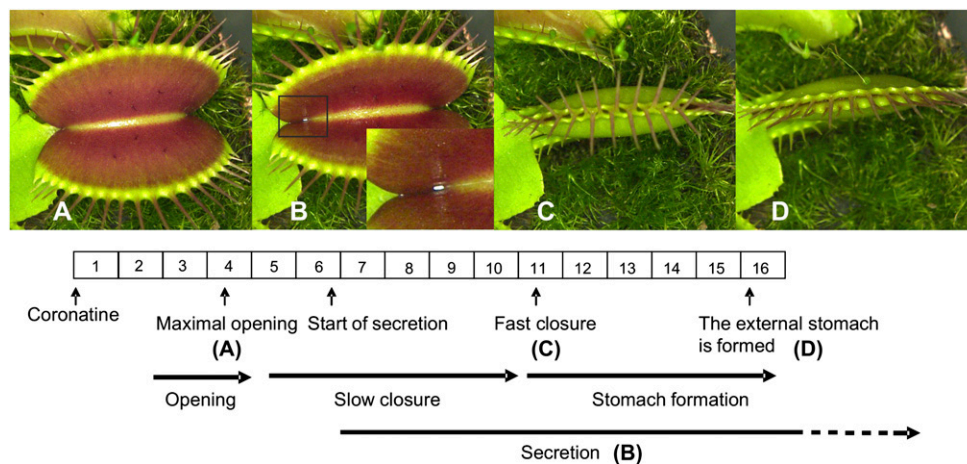 A
B
C
D
1 2 3 4 5 6 7 8 9 10 11 12 13 14 15 16
Coronatine
Maximal opening
(A)
Start of secretion
Fast closure
(C)
The external stomach
is formed (D)
Opening
Slow closure
Stomach formation
Secretion (B)